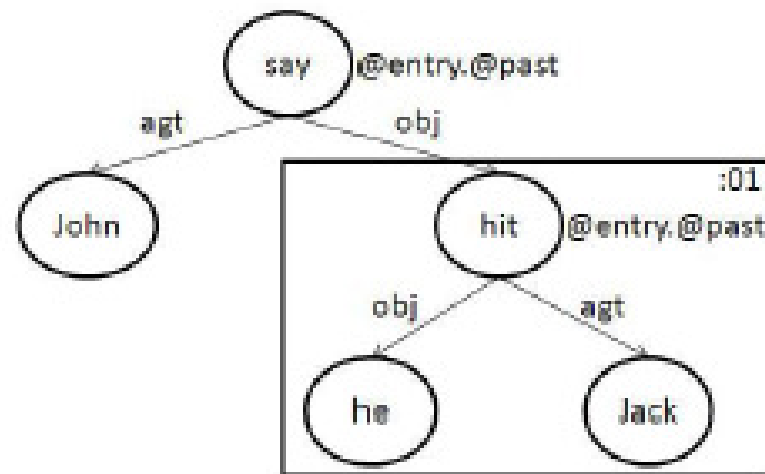 say @entry.@past
agt obj
:01
John hit @entry.@past
obj agt
he Jack